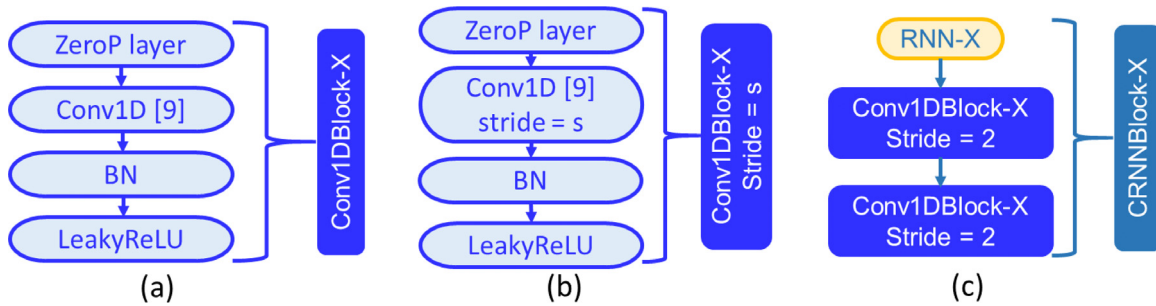 ZeroP layer
Conv1D [9]
BN
LeakyReLU
Conv1DBlock-X
(a)
ZeroP layer
Conv1D [9]
stride = s
BN
LeakyReLU
Conv1DBlock-X
Stride = s
(b)
RNN-X
Conv1DBlock-X
Stride = 2
Conv1DBlock-X
Stride = 2
CRNNBlock-X
(c)